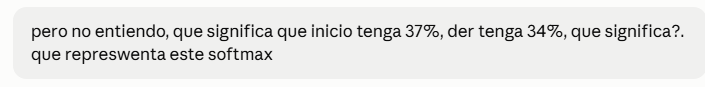 pero no entiendo, que significa que inicio tenga 37%, der tenga 34%, que significa?.
que represwenta este softmax